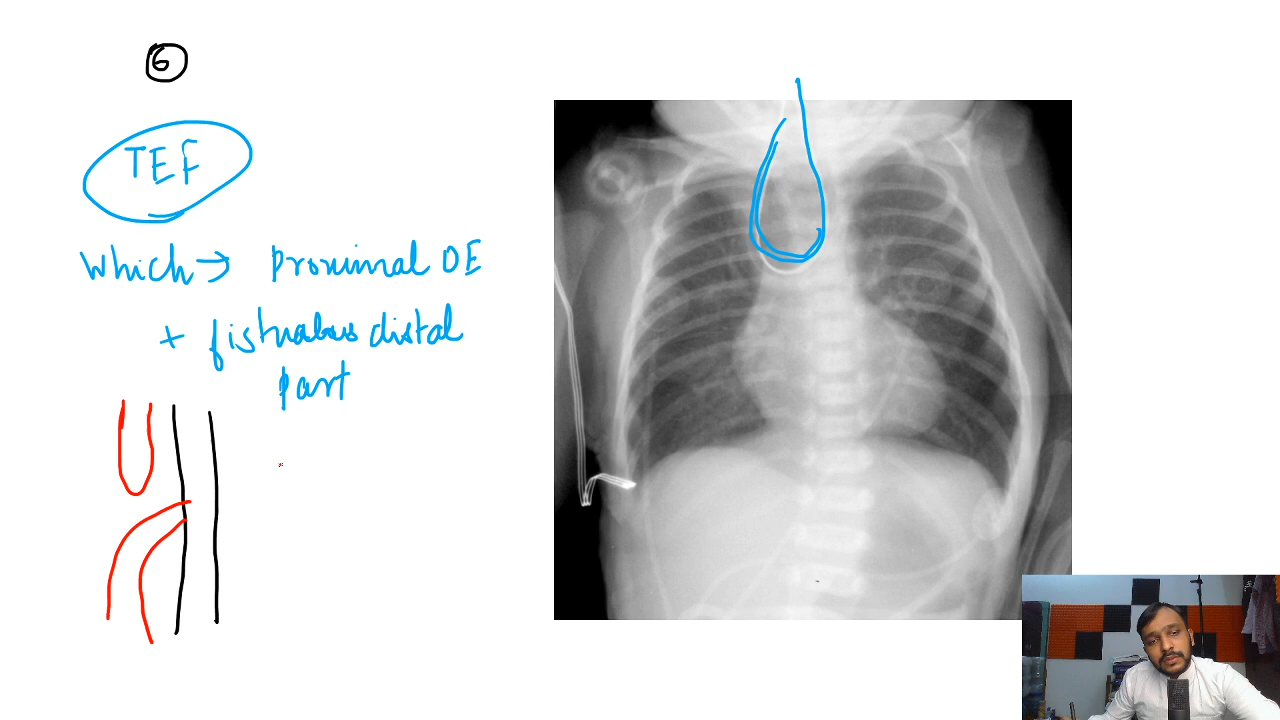 6
TEF
Which → proximal OE
+ fistulous distal
part